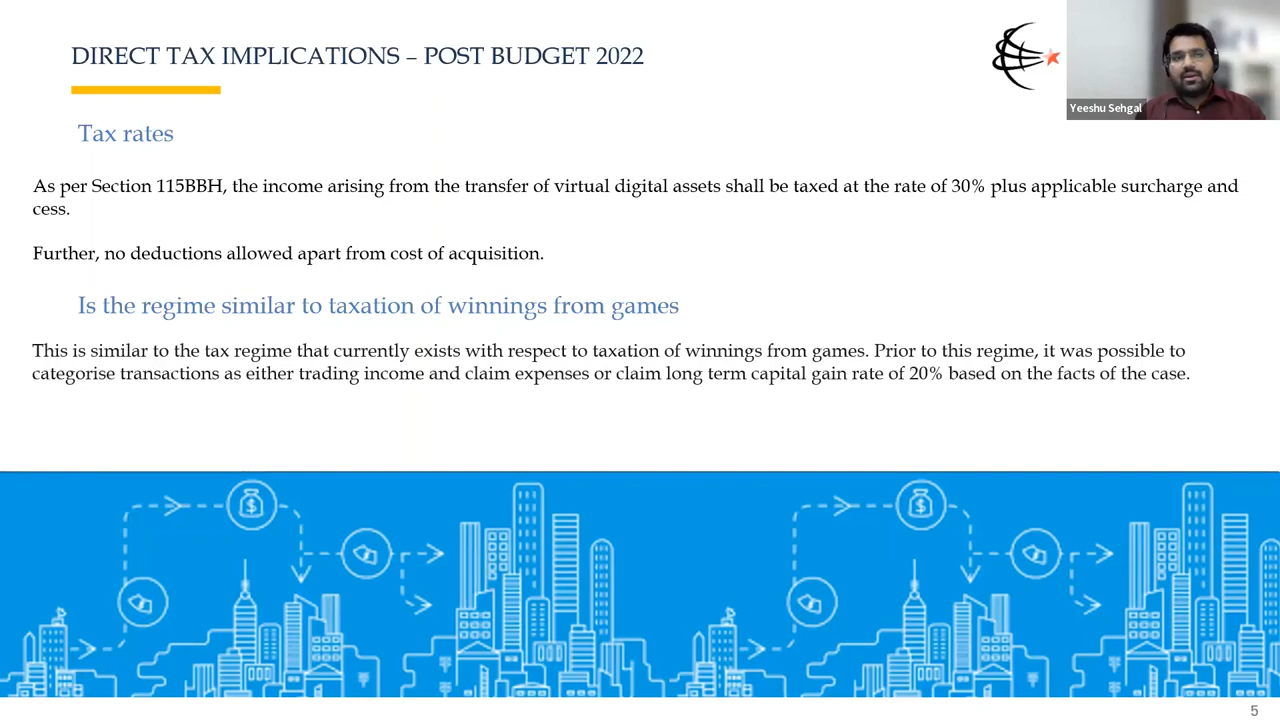 DIRECT TAX IMPLICATIONS – POST BUDGET 2022
Yeeshu Sehgal
Tax rates
As per Section 115BBH, the income arising from the transfer of virtual digital assets shall be taxed at the rate of 30% plus applicable surcharge and
cess.
Further, no deductions allowed apart from cost of acquisition.
Is the regime similar to taxation of winnings from games
This is similar to the tax regime that currently exists with respect to taxation of winnings from games. Prior to this regime, it was possible to
categorise transactions as either trading income and claim expenses or claim long term capital gain rate of 20% based on the facts of the case.
$
$
5